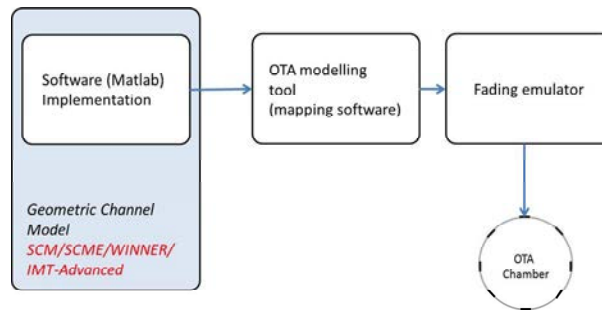 Software (Matlab)
Implementation
OTA modelling
tool
(mapping software)
Fading emulator
Geometric Channel
Model
SCM/SCME/WINNER/
IMT-Advanced
OTA
Chamber